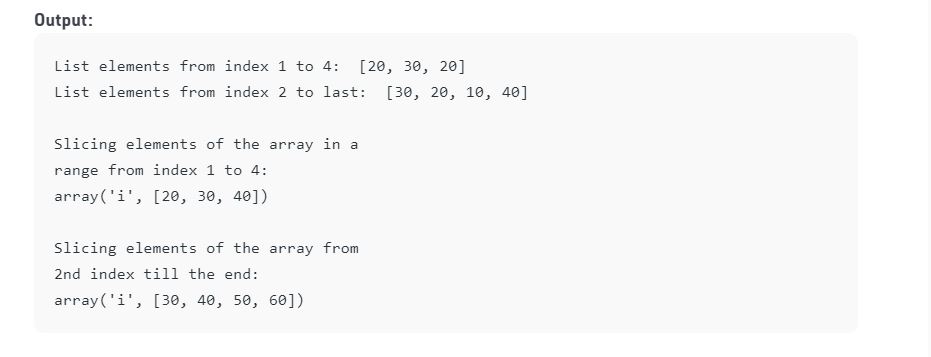 Output:
List elements from index 1 to 4:  [20, 30, 20]
List elements from index 2 to last:  [30, 20, 10, 40]
Slicing elements of the array in a
range from index 1 to 4:
array('i', [20, 30, 40])
Slicing elements of the array from
2nd index till the end:
array('i', [30, 40, 50, 60])